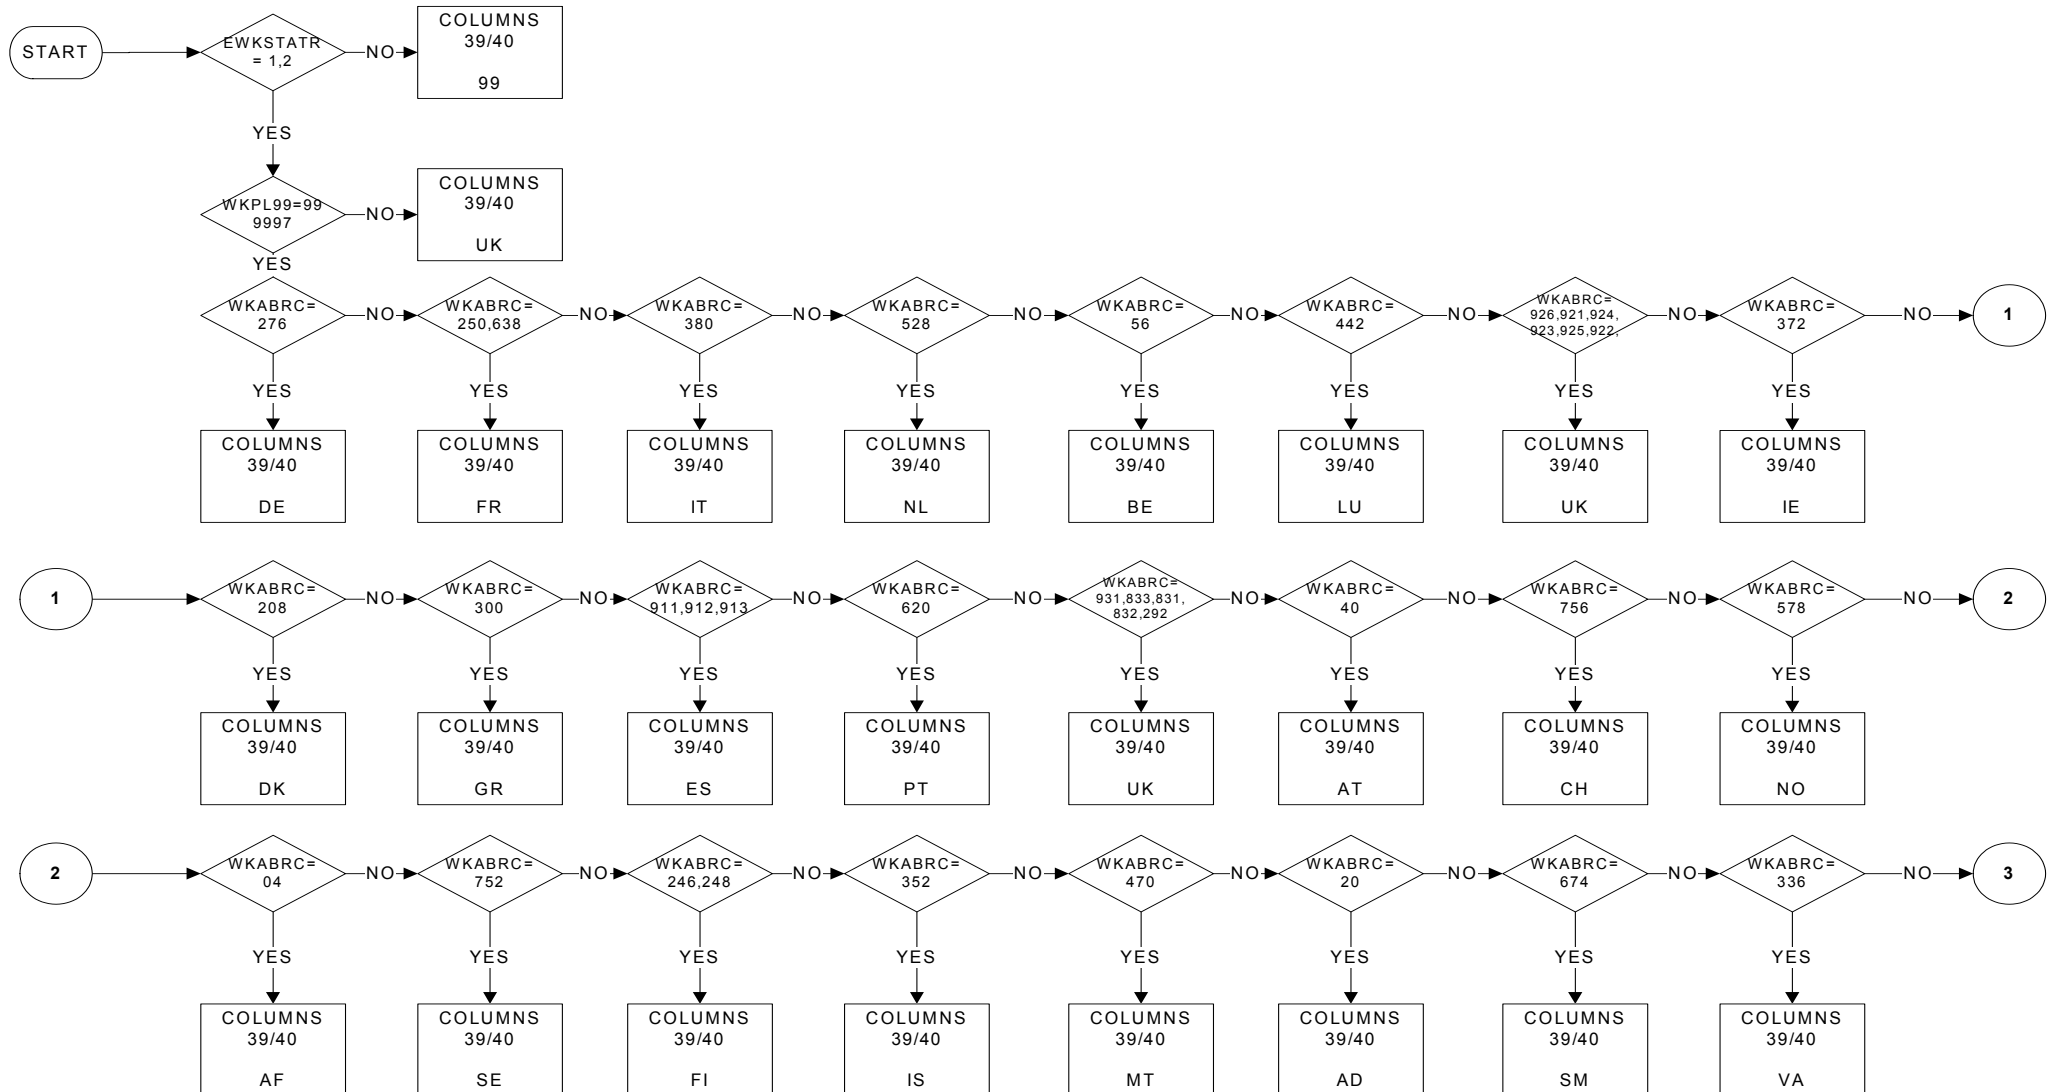 START
EWKSTATR
= 1,2
NO
COLUMNS
39/40
99
YES
WKPL99=99
9997
NO
COLUMNS
39/40
UK
YES
WKABRC=
276
NO
WKABRC=
250,638
NO
WKABRC=
380
NO
WKABRC=
528
NO
WKABRC=
56
NO
WKABRC=
442
NO
WKABRC=
926,921,924,
923,925,922,
NO
WKABRC=
372
NO
1
YES
YES
YES
YES
YES
YES
YES
YES
COLUMNS
39/40
DE
COLUMNS
39/40
FR
COLUMNS
39/40
IT
COLUMNS
39/40
NL
COLUMNS
39/40
BE
COLUMNS
39/40
LU
COLUMNS
39/40
UK
COLUMNS
39/40
IE
1
WKABRC=
208
NO
WKABRC=
300
NO
WKABRC=
911,912,913
NO
WKABRC=
620
NO
WKABRC=
931,833,831,
832,292
NO
WKABRC=
40
NO
WKABRC=
756
NO
WKABRC=
578
NO
2
YES
YES
YES
YES
YES
YES
YES
YES
COLUMNS
39/40
DK
COLUMNS
39/40
GR
COLUMNS
39/40
ES
COLUMNS
39/40
PT
COLUMNS
39/40
UK
COLUMNS
39/40
AT
COLUMNS
39/40
CH
COLUMNS
39/40
NO
2
WKABRC=
04
NO
WKABRC=
752
NO
WKABRC=
246,248
NO
WKABRC=
352
NO
WKABRC=
470
NO
WKABRC=
20
NO
WKABRC=
674
NO
WKABRC=
336
NO
3
YES
YES
YES
YES
YES
YES
YES
YES
COLUMNS
39/40
AF
COLUMNS
39/40
SE
COLUMNS
39/40
FI
COLUMNS
39/40
IS
COLUMNS
39/40
MT
COLUMNS
39/40
AD
COLUMNS
39/40
SM
COLUMNS
39/40
VA